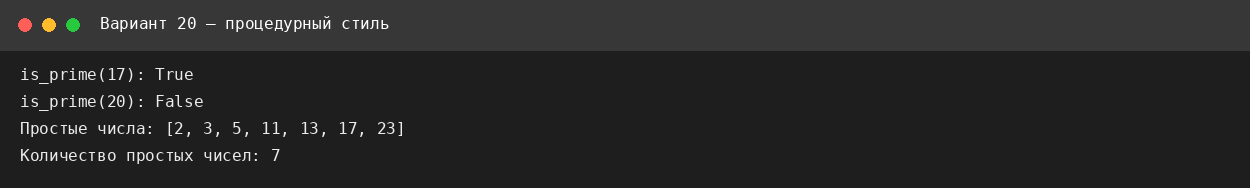 Вариант 20 — процедурный стиль
is_prime(17): True
is_prime(20): False
Простые числа: [2, 3, 5, 11, 13, 17, 23]
Количество простых чисел: 7